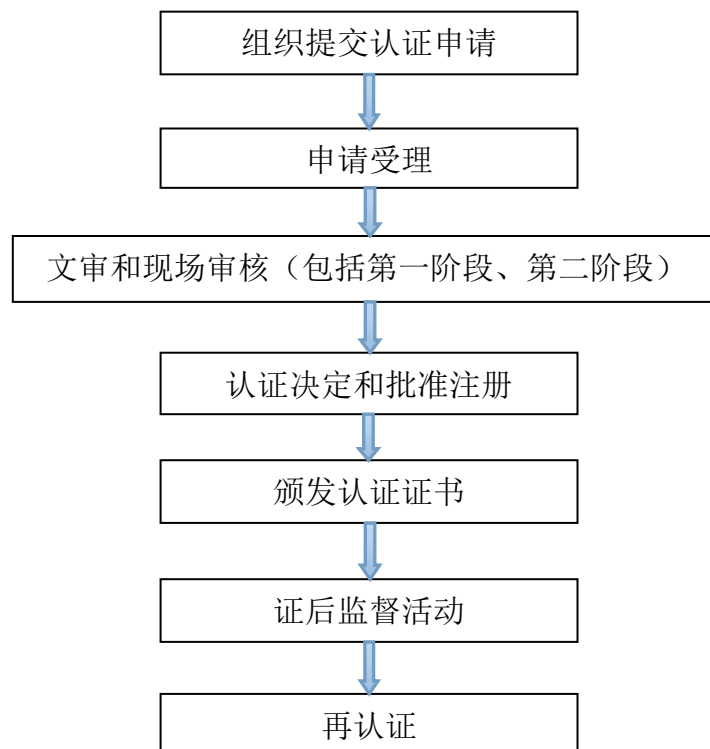 组织提交认证申请
申请受理
文审和现场审核（包括第一阶段、第二阶段）
认证决定和批准注册
颁发认证证书
证后监督活动
再认证